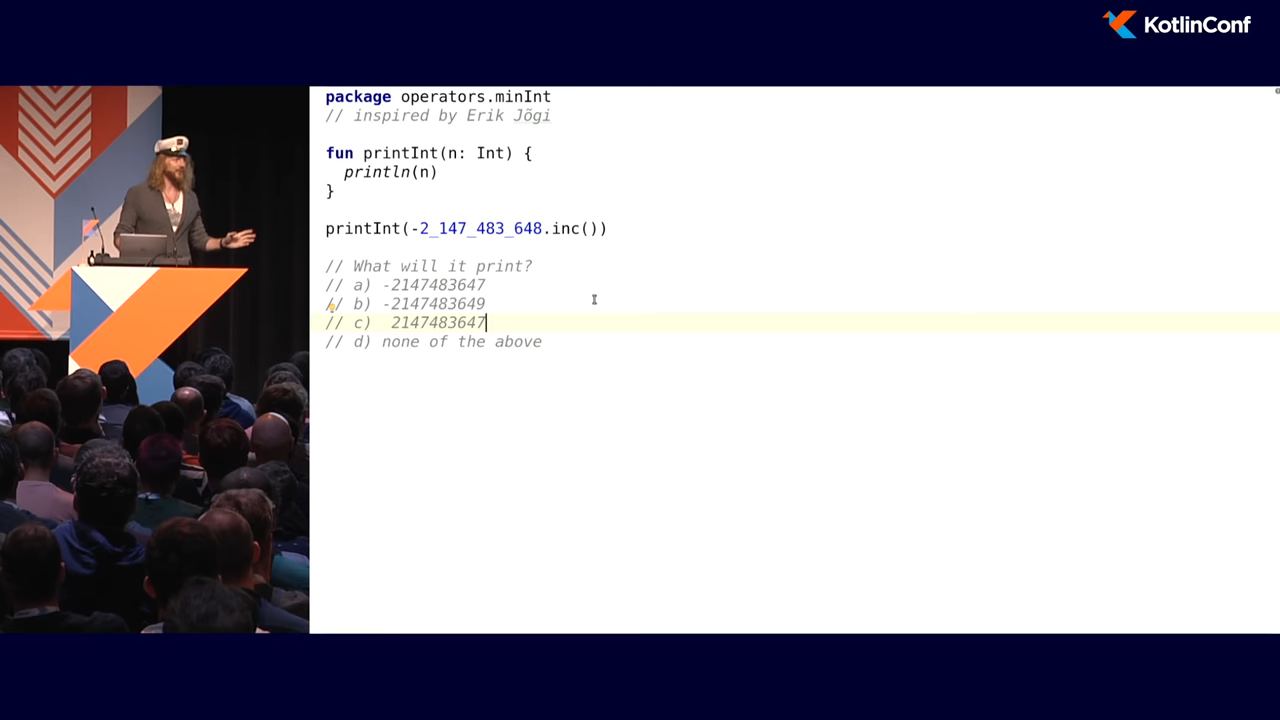 KotlinConf
package operators.minInt
// inspired by Erik Jõgi
fun printInt(n: Int) {
println(n)
}
printInt(-2_147_483_648.inc())
// What will it print?
// a) -2147483647
// b) -2147483649
// c)  2147483647
// d) none of the above